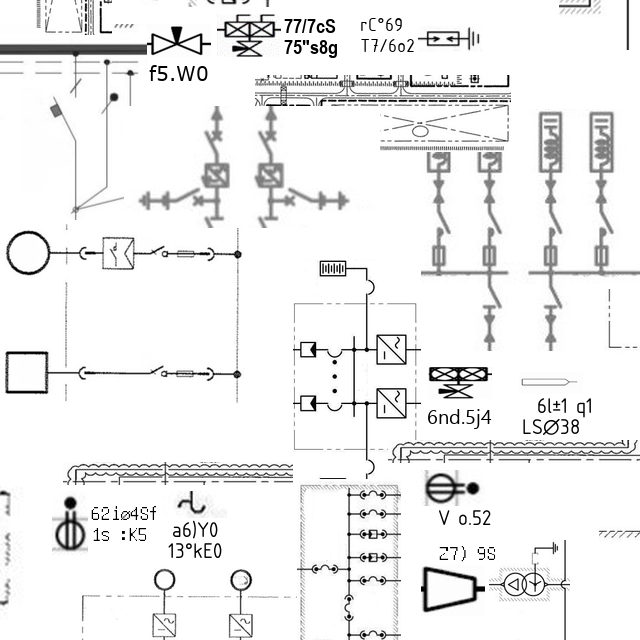 77/7cS
75"s8g
rC°69
T7/6o2
f5.W0
6nd.5j4
6l±1 q1
LSØ38
62iø4Sf
1s :K5
a6)Y0
13°kE0
V o.52
Z7) 9S